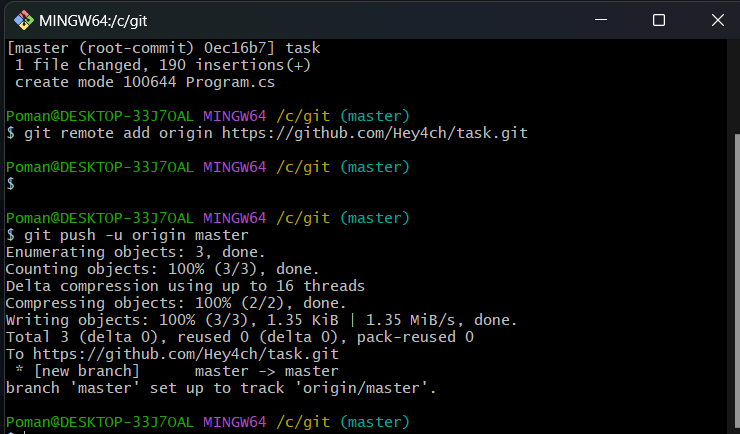 MINGW64:/c/git
[master (root-commit) 0ec16b7] task
 1 file changed, 190 insertions(+)
 create mode 100644 Program.cs

Poman@DESKTOP-33J7OAL MINGW64 /c/git (master)
$ git remote add origin https://github.com/Hey4ch/task.git

Poman@DESKTOP-33J7OAL MINGW64 /c/git (master)
$

Poman@DESKTOP-33J7OAL MINGW64 /c/git (master)
$ git push -u origin master
Enumerating objects: 3, done.
Counting objects: 100% (3/3), done.
Delta compression using up to 16 threads
Compressing objects: 100% (2/2), done.
Writing objects: 100% (3/3), 1.35 KiB | 1.35 MiB/s, done.
Total 3 (delta 0), reused 0 (delta 0), pack-reused 0
To https://github.com/Hey4ch/task.git
 * [new branch]      master -> master
branch 'master' set up to track 'origin/master'.

Poman@DESKTOP-33J7OAL MINGW64 /c/git (master)
$